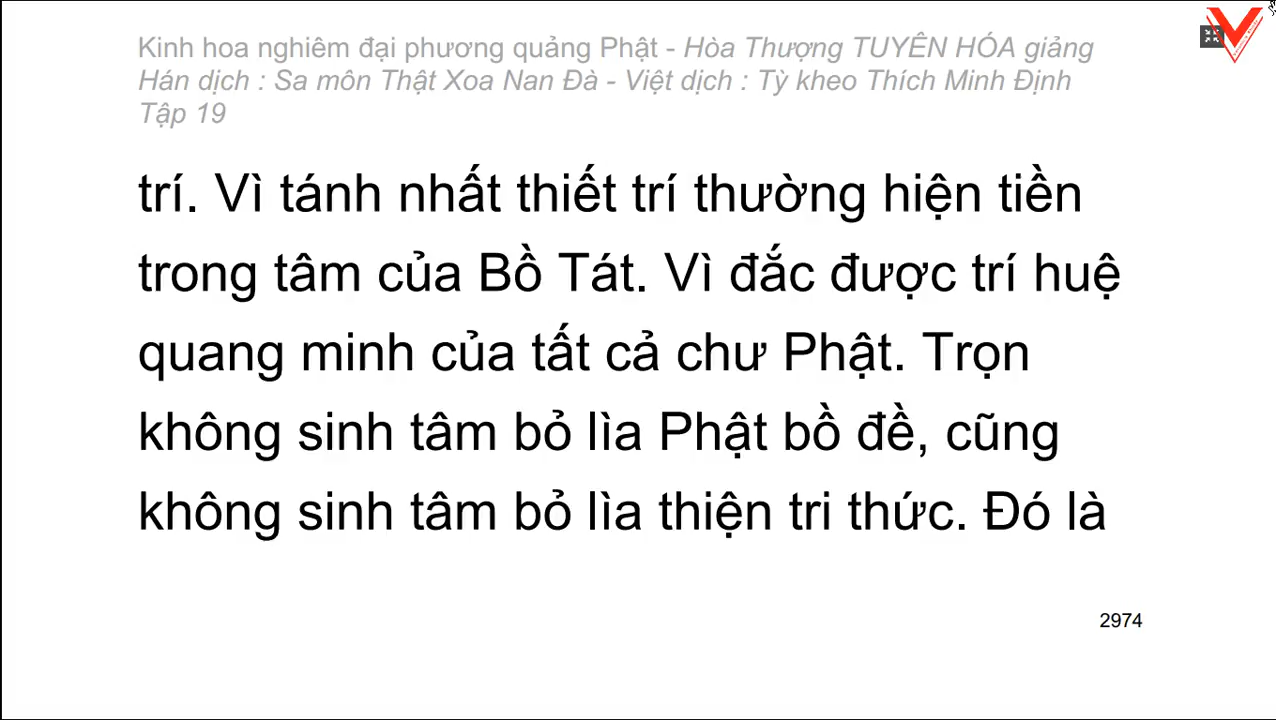 Kinh hoa nghiêm đại phương quảng Phật - Hòa Thượng TUYÊN HÓA giảng
Hán dịch : Sa môn Thật Xoa Nan Đà - Việt dịch : Tỳ kheo Thích Minh Định
Tập 19
trí. Vì tánh nhất thiết trí thường hiện tiền
trong tâm của Bồ Tát. Vì đắc được trí huệ
quang minh của tất cả chư Phật. Trọn
không sinh tâm bỏ lìa Phật bồ đề, cũng
không sinh tâm bỏ lìa thiện tri thức. Đó là
2974